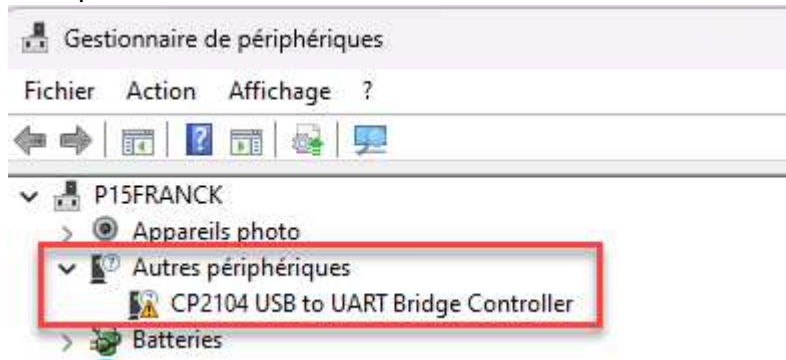 Gestionnaire de périphériques
Fichier Action Affichage ?
P15FRANCK
Appareils photo
Autres périphériques
CP2104 USB to UART Bridge Controller
Batteries